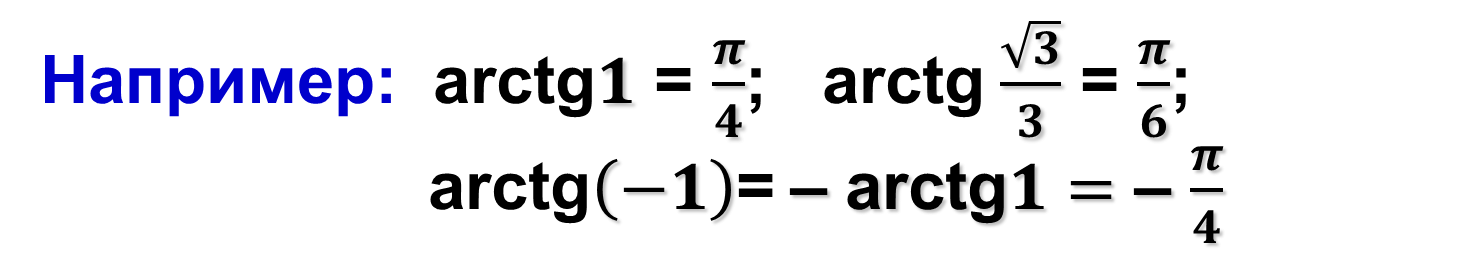 Например: arctg1 = π/4; arctg √3/3 = π/6;
arctg(−1)= – arctg1 = – π/4